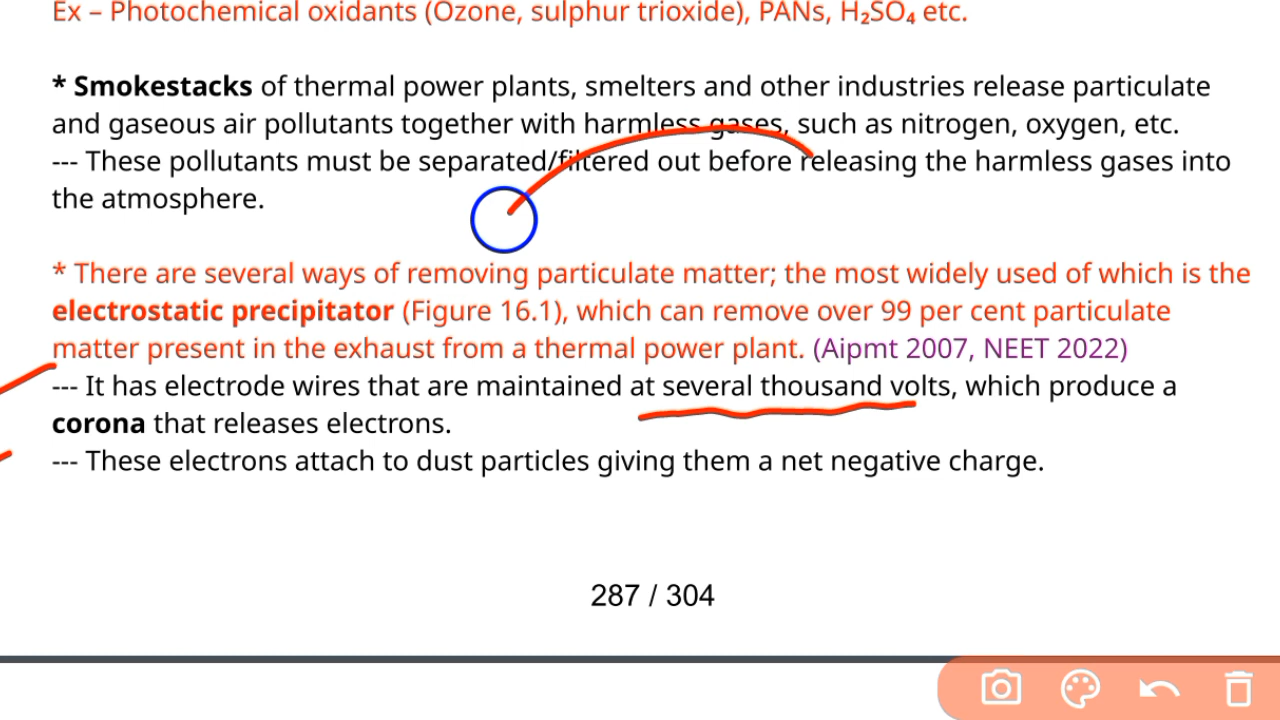 Ex – Photochemical oxidants (Ozone, sulphur trioxide), PANs, H₂SO₄ etc.
* Smokestacks of thermal power plants, smelters and other industries release particulate
and gaseous air pollutants together with harmless gases, such as nitrogen, oxygen, etc.
--- These pollutants must be separated/filtered out before releasing the harmless gases into
the atmosphere.
* There are several ways of removing particulate matter; the most widely used of which is the
electrostatic precipitator (Figure 16.1), which can remove over 99 per cent particulate
matter present in the exhaust from a thermal power plant. (Aipmt 2007, NEET 2022)
--- It has electrode wires that are maintained at several thousand volts, which produce a
corona that releases electrons.
--- These electrons attach to dust particles giving them a net negative charge.
287 / 304